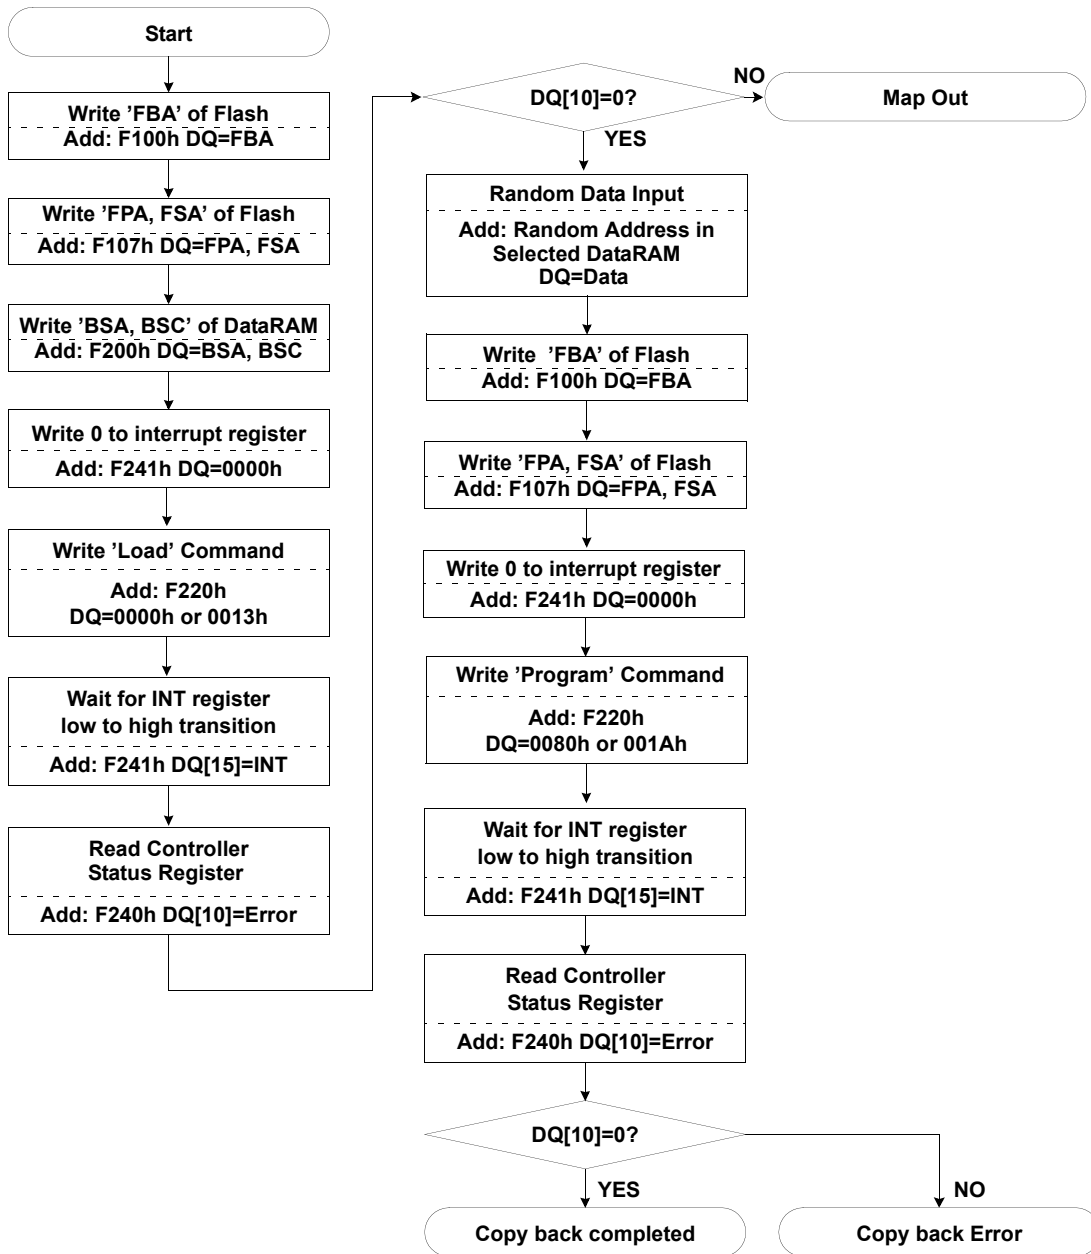 Start
Write ’FBA’ of Flash
Add: F100h DQ=FBA
Write ’FPA, FSA’ of Flash
Add: F107h DQ=FPA, FSA
Write ’BSA, BSC’ of DataRAM
Add: F200h DQ=BSA, BSC
Write 0 to interrupt register
Add: F241h DQ=0000h
Write ’Load’ Command
Add: F220h
DQ=0000h or 0013h
Wait for INT register
low to high transition
Add: F241h DQ[15]=INT
Read Controller
Status Register
Add: F240h DQ[10]=Error
DQ[10]=0?
NO
Map Out
YES
Random Data Input
Add: Random Address in
Selected DataRAM
DQ=Data
Write ’FBA’ of Flash
Add: F100h DQ=FBA
Write ’FPA, FSA’ of Flash
Add: F107h DQ=FPA, FSA
Write 0 to interrupt register
Add: F241h DQ=0000h
Write ’Program’ Command
Add: F220h
DQ=0080h or 001Ah
Wait for INT register
low to high transition
Add: F241h DQ[15]=INT
Read Controller
Status Register
Add: F240h DQ[10]=Error
DQ[10]=0?
YES
NO
Copy back completed
Copy back Error